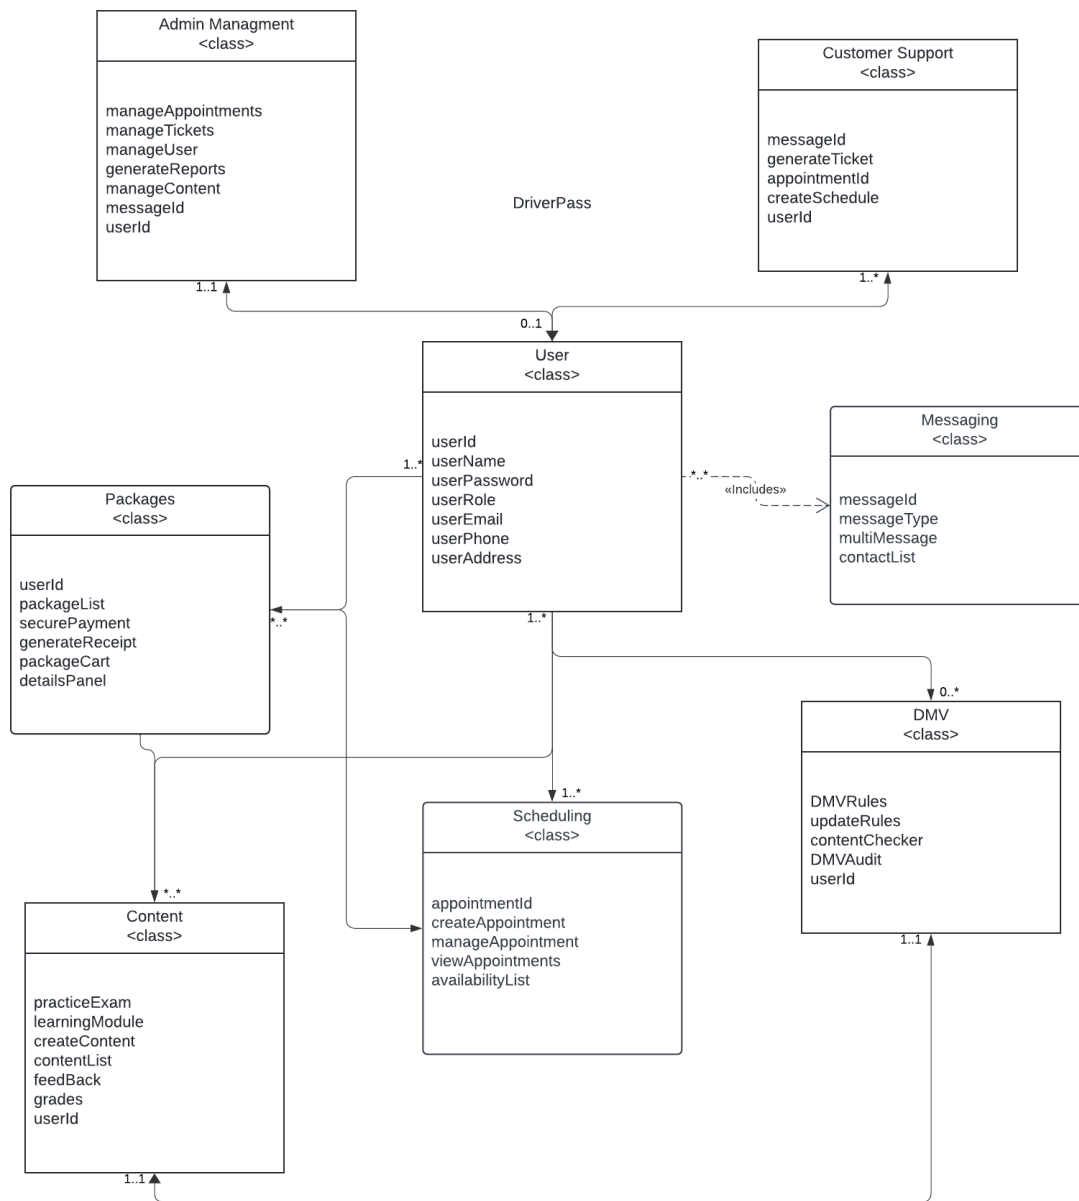 Admin Managment
<class>
manageAppointments
manageTickets
manageUser
generateReports
manageContent
messageId
userId
1..1
Customer Support
<class>
messageId
generateTicket
appointmentId
createSchedule
userId
1..*
DriverPass
0..1
User
<class>
userId
userName
userPassword
userRole
userEmail
userPhone
userAddress
1..*
*..*
«Includes»
1..*
Messaging
<class>
messageId
messageType
multiMessage
contactList
Packages
<class>
userId
packageList
securePayment
generateReceipt
packageCart
detailsPanel
*..*
0..*
DMV
<class>
DMVRules
updateRules
contentChecker
DMVAudit
userId
1..1
1..*
Scheduling
<class>
appointmentId
createAppointment
manageAppointment
viewAppointments
availabilityList
*..*
Content
<class>
practiceExam
learningModule
createContent
contentList
feedBack
grades
userId
1..1